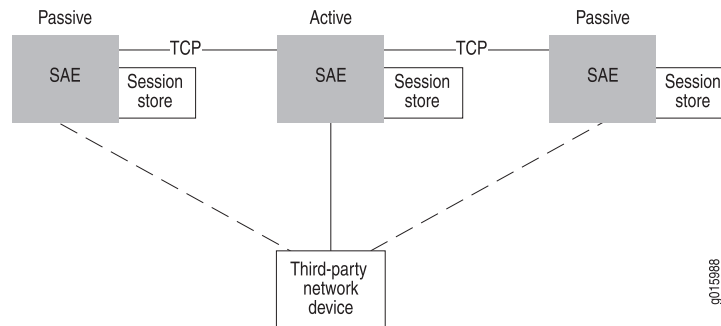 Passive
Active
Passive
TCP
TCP
SAE
SAE
SAE
Session
store
Session
store
Session
store
Third-party
network
device
g015988